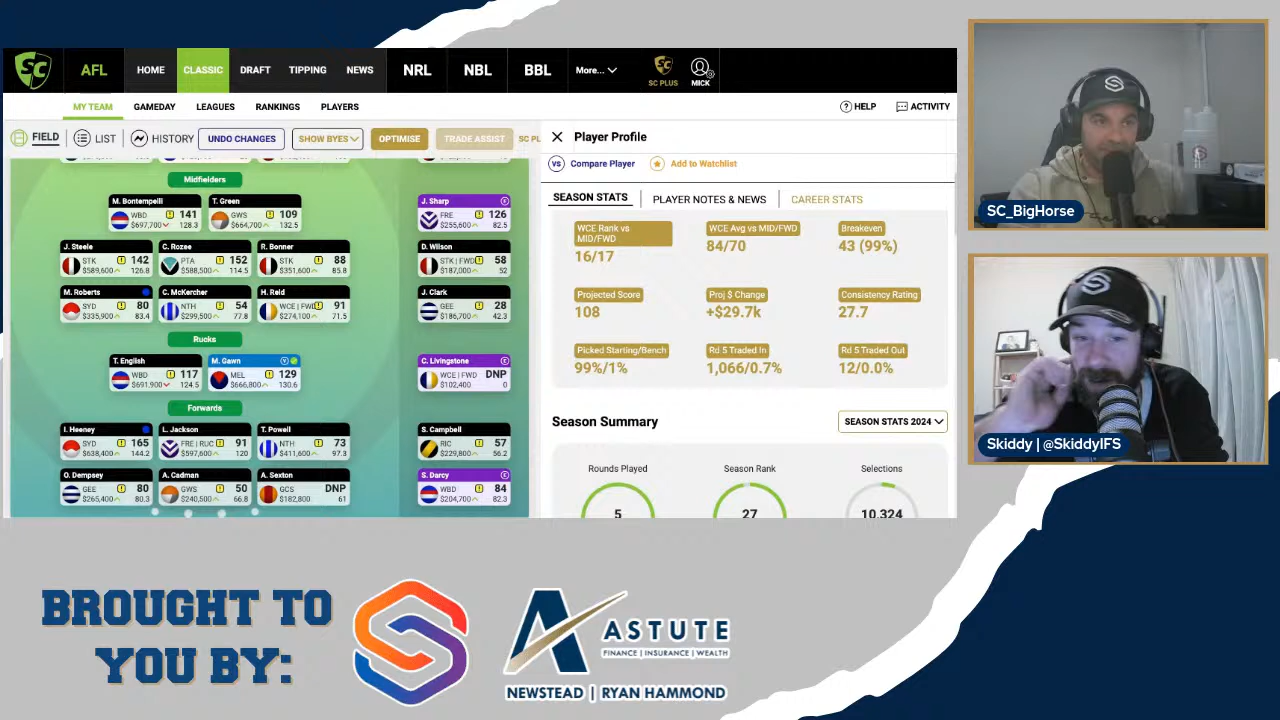 SC AFL HOME CLASSIC DRAFT TIPPING NEWS NRL NBL BBL More... SC PLUS MICK
MY TEAM GAMEDAY LEAGUES RANKINGS PLAYERS ? HELP ACTIVITY
FIELD LIST HISTORY UNDO CHANGES SHOW BYES OPTIMISE TRADE ASSIST SC PL
Midfielders
M. Bontempelli T. Green J. Sharp E
WBD 141 GWS 109 FRE 126
$697,700 128.3 $664,700 132.5 $255,600 82.5
J. Steele C. Rozee R. Bonner D. Wilson
STK 142 PTA 152 STK 88 STK | FWD 58
$589,600 126.8 $588,500 114.5 $351,600 85.8 $187,000 52
M. Roberts C. McKercher H. Reid J. Clark
SYD 80 NTH 54 WCE | FWD 91 GEE 28
$335,900 83.4 $299,500 77.8 $274,100 71.5 $186,700 42.3
Rucks
T. English M. Gawn V C. Livingstone E
WBD 117 MEL 129 WCE | FWD DNP
$691,900 124.5 $666,800 130.6 $102,400 0
Forwards
I. Heeney L. Jackson T. Powell S. Campbell
SYD 165 FRE | RUC 91 NTH 73 RIC 57
$638,400 144.2 $597,600 120 $411,600 97.3 $229,800 56.2
O. Dempsey A. Cadman A. Sexton S. Darcy E
GEE 80 GWS 50 GCS DNP WBD 84
$265,400 80.3 $240,500 66.8 $182,800 61 $204,700 82.3
Player Profile
VS Compare Player Add to Watchlist
SEASON STATS PLAYER NOTES & NEWS CAREER STATS
WCE Rank vs MID/FWD WCE Avg vs MID/FWD Breakeven
16/17 84/70 43 (99%)
Projected Score Proj $ Change Consistency Rating
108 +$29.7k 27.7
Picked Starting/Bench Rd 5 Traded In Rd 5 Traded Out
99%/1% 1,066/0.7% 12/0.0%
Season Summary SEASON STATS 2024
Rounds Played Season Rank Selections
5 27 10,324
SC_BigHorse
Skiddy | @SkiddyIFS
BROUGHT TO
YOU BY:
ASTUTE
FINANCE | INSURANCE | WEALTH
NEWSTEAD | RYAN HAMMOND